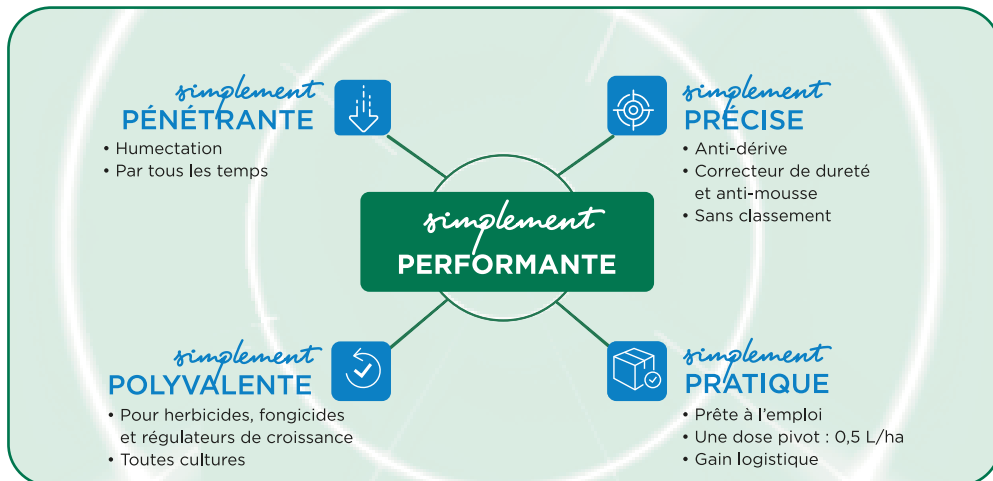 simplement
PÉNÉTRANTE
• Humectation
• Par tous les temps
simplement
PRÉCISE
• Anti-dérive
• Correcteur de dureté
et anti-mousse
• Sans classement
simplement
PERFORMANTE
simplement
POLYVALENTE
• Pour herbicides, fongicides
et régulateurs de croissance
• Toutes cultures
simplement
PRATIQUE
• Prête à l'emploi
• Une dose pivot : 0,5 L/ha
• Gain logistique